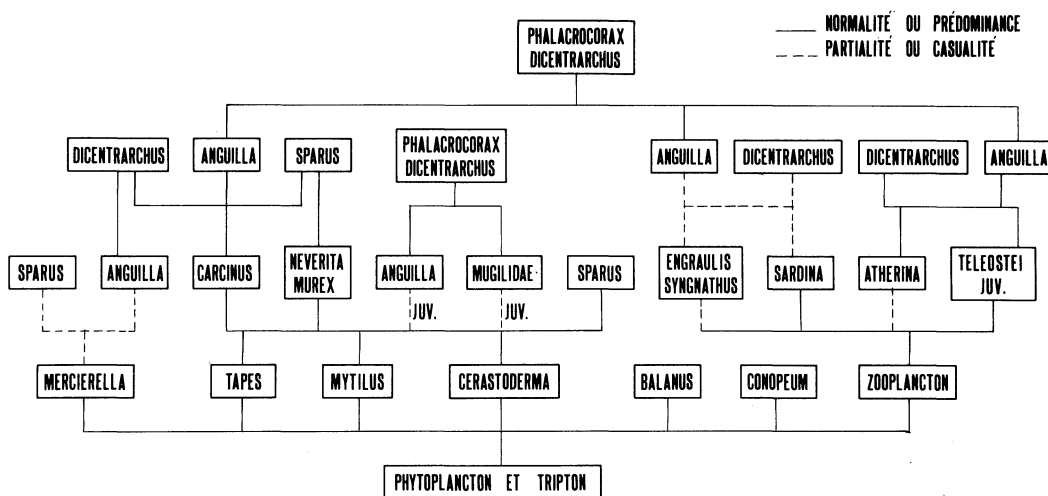 PHALACROCORAX
DICENTRARCHUS
NORMALITÉ OU PRÉDOMINANCE
PARTIALITÉ OU CASUALITÉ
DICENTRARCHUS
ANGUILLA
SPARUS
PHALACROCORAX
DICENTRARCHUS
ANGUILLA
DICENTRARCHUS
DICENTRARCHUS
ANGUILLA
SPARUS
ANGUILLA
CARCINUS
NEVERITA
MUREX
ANGUILLA
JUV.
MUGILIDAE
JUV.
SPARUS
ENGRAULIS
SYNGNATHUS
SARDINA
ATHERINA
TELEOSTEI
JUV.
MERCIERELLA
TAPES
MYTILUS
CERASTODERMA
BALANUS
CONOPEUM
ZOOPLANCTON
PHYTOPLANCTON ET TRIPTON